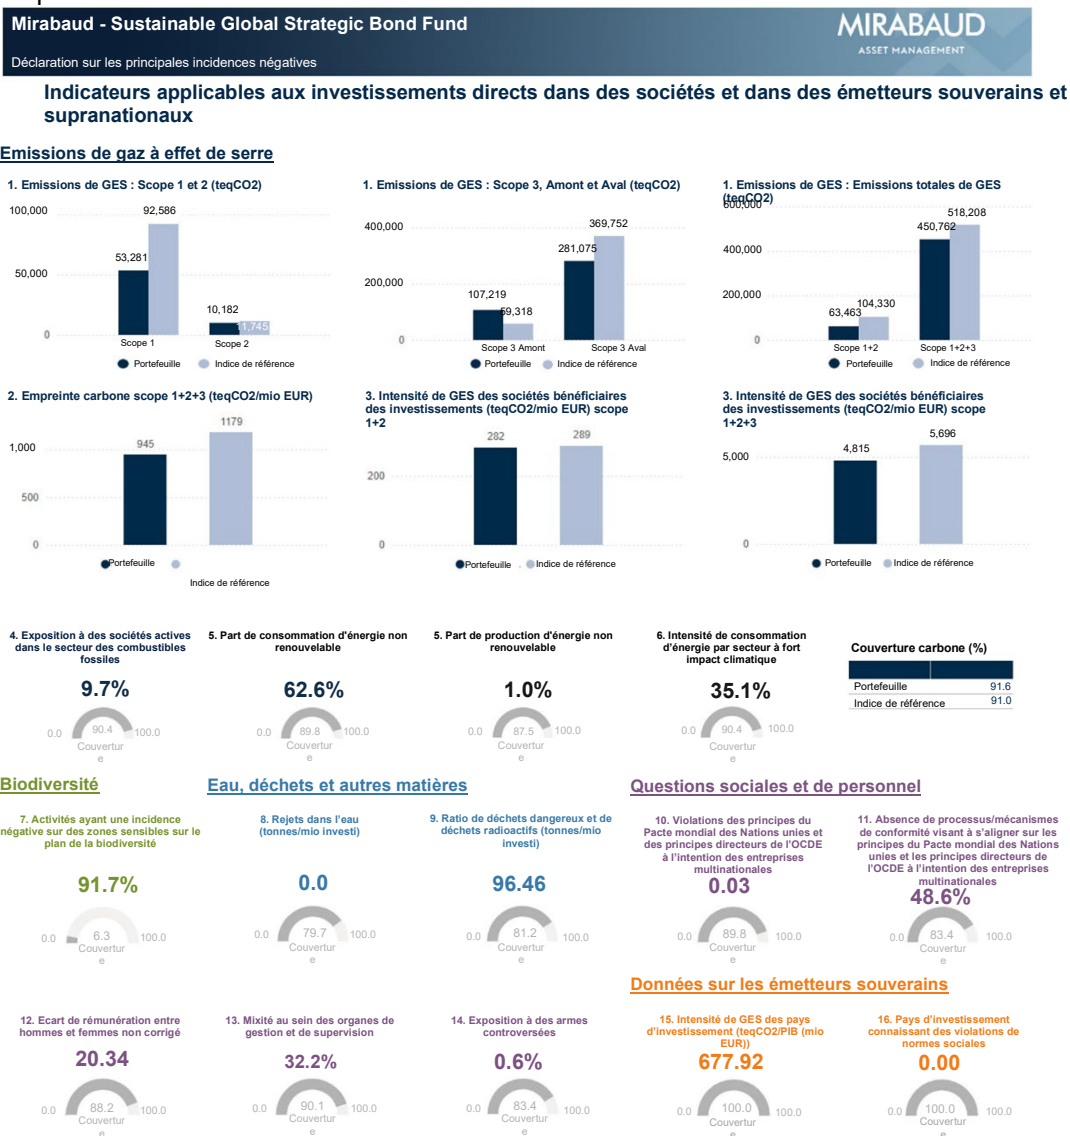 Mirabaud - Sustainable Global Strategic Bond Fund
MIRABAUD
ASSET MANAGEMENT
Déclaration sur les principales incidences négatives
Indicateurs applicables aux investissements directs dans des sociétés et dans des émetteurs souverains et
supranationaux
Emissions de gaz à effet de serre
1. Emissions de GES : Scope 1 et 2 (teqCO2)
100,000
50,000
0
92,586
53,281
10,182
11,745
Scope 1
Scope 2
Portefeuille
Indice de référence
1. Emissions de GES : Scope 3, Amont et Aval (teqCO2)
400,000
200,000
0
369,752
281,075
107,219
59,318
Scope 3 Amont
Scope 3 Aval
Portefeuille
Indice de référence
1. Emissions de GES : Emissions totales de GES
(teqCO2)
600,000
400,000
200,000
0
518,208
450,762
104,330
63,463
Scope 1+2
Scope 1+2+3
Portefeuille
Indice de référence
2. Empreinte carbone scope 1+2+3 (teqCO2/mio EUR)
1,000
500
0
945
1179
Portefeuille
Indice de référence
3. Intensité de GES des sociétés bénéficiaires
des investissements (teqCO2/mio EUR) scope
1+2
200
0
282
289
Portefeuille
Indice de référence
3. Intensité de GES des sociétés bénéficiaires
des investissements (teqCO2/mio EUR) scope
1+2+3
5,000
0
4,815
5,696
Portefeuille
Indice de référence
4. Exposition à des sociétés actives
dans le secteur des combustibles
fossiles
9.7%
0.0
90.4
100.0
Couvertur
e
5. Part de consommation d'énergie non
renouvelable
62.6%
0.0
89.8
100.0
Couvertur
e
5. Part de production d'énergie non
renouvelable
1.0%
0.0
87.5
100.0
Couvertur
e
6. Intensité de consommation
d'énergie par secteur à fort
impact climatique
35.1%
0.0
90.4
100.0
Couvertur
e
Couverture carbone (%)
Portefeuille 91.6
Indice de référence 91.0
Biodiversité
7. Activités ayant une incidence
négative sur des zones sensibles sur le
plan de la biodiversité
91.7%
0.0
6.3
100.0
Couvertur
e
Eau, déchets et autres matières
8. Rejets dans l'eau
(tonnes/mio investi)
0.0
0.0
79.7
100.0
Couvertur
e
9. Ratio de déchets dangereux et de
déchets radioactifs (tonnes/mio
investi)
96.46
0.0
81.2
100.0
Couvertur
e
Questions sociales et de personnel
10. Violations des principes du
Pacte mondial des Nations unies et
des principes directeurs de l'OCDE
à l'intention des entreprises
multinationales
0.03
0.0
89.8
100.0
Couvertur
e
11. Absence de processus/mécanismes
de conformité visant à s'aligner sur les
principes du Pacte mondial des Nations
unies et les principes directeurs de
l'OCDE à l'intention des entreprises
multinationales
48.6%
0.0
83.4
100.0
Couvertur
e
12. Ecart de rémunération entre
hommes et femmes non corrigé
20.34
0.0
88.2
100.0
Couvertur
e
13. Mixité au sein des organes de
gestion et de supervision
32.2%
0.0
90.1
100.0
Couvertur
e
14. Exposition à des armes
controversées
0.6%
0.0
83.4
100.0
Couvertur
e
Données sur les émetteurs souverains
15. Intensité de GES des pays
d'investissement (teqCO2/PIB (mio
EUR))
677.92
0.0
100.0
100.0
Couvertur
e
16. Pays d'investissement
connaissant des violations de
normes sociales
0.00
0.0
100.0
100.0
Couvertur
e